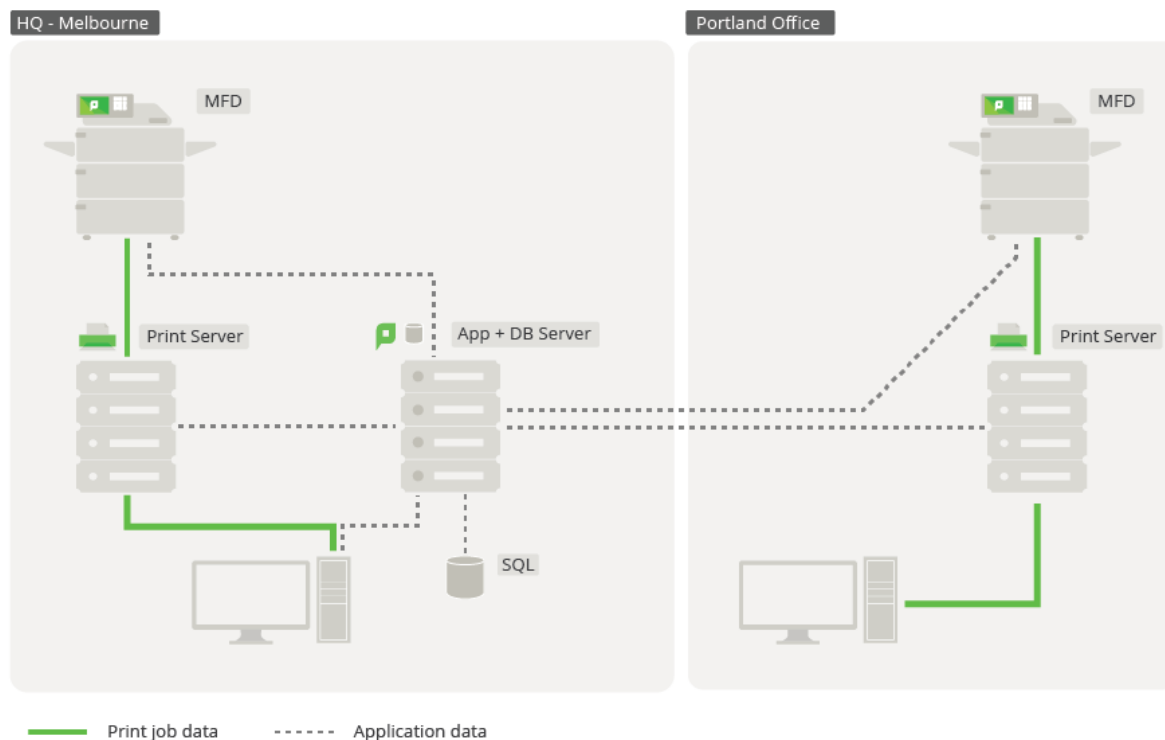 HQ - Melbourne
Portland Office
MFD
MFD
Print Server
App + DB Server
Print Server
SQL
Print job data
Application data